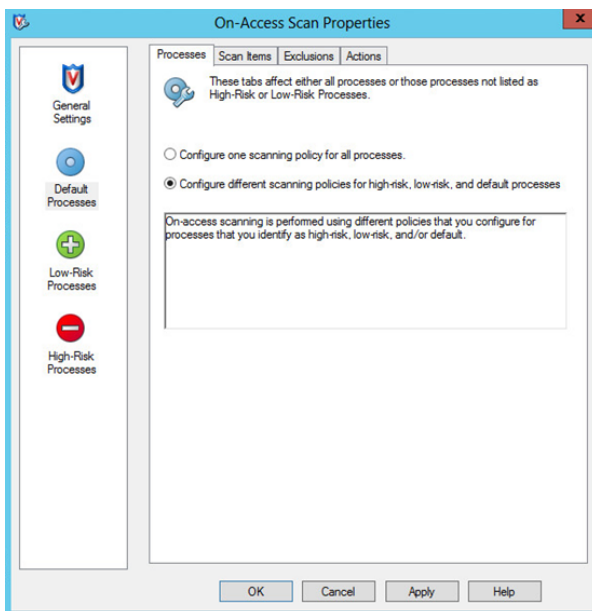 On-Access Scan Properties
x
General
Settings
Default
Processes
Low-Risk
Processes
High-Risk
Processes
Processes Scan Items Exclusions Actions
These tabs affect either all processes or those processes not listed as
High-Risk or Low-Risk Processes.
Configure one scanning policy for all processes.
Configure different scanning policies for high-risk, low-risk, and default processes
On-access scanning is performed using different policies that you configure for
processes that you identify as high-risk, low-risk, and/or default.
OK Cancel Apply Help